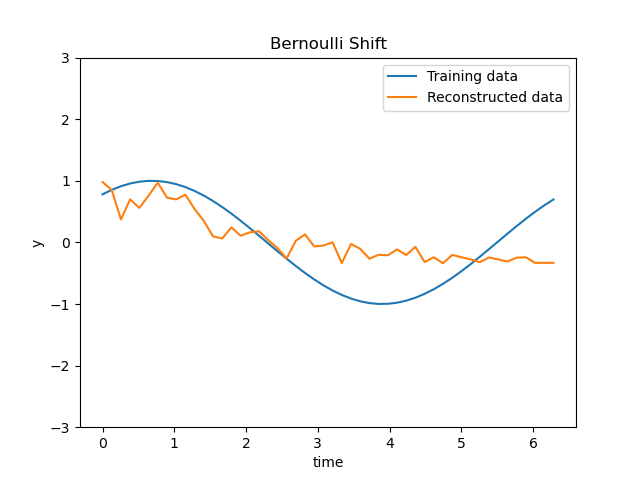 Bernoulli Shift
Training data
Reconstructed data
3
2
1
0
−1
−2
−3
y
0 1 2 3 4 5 6
time